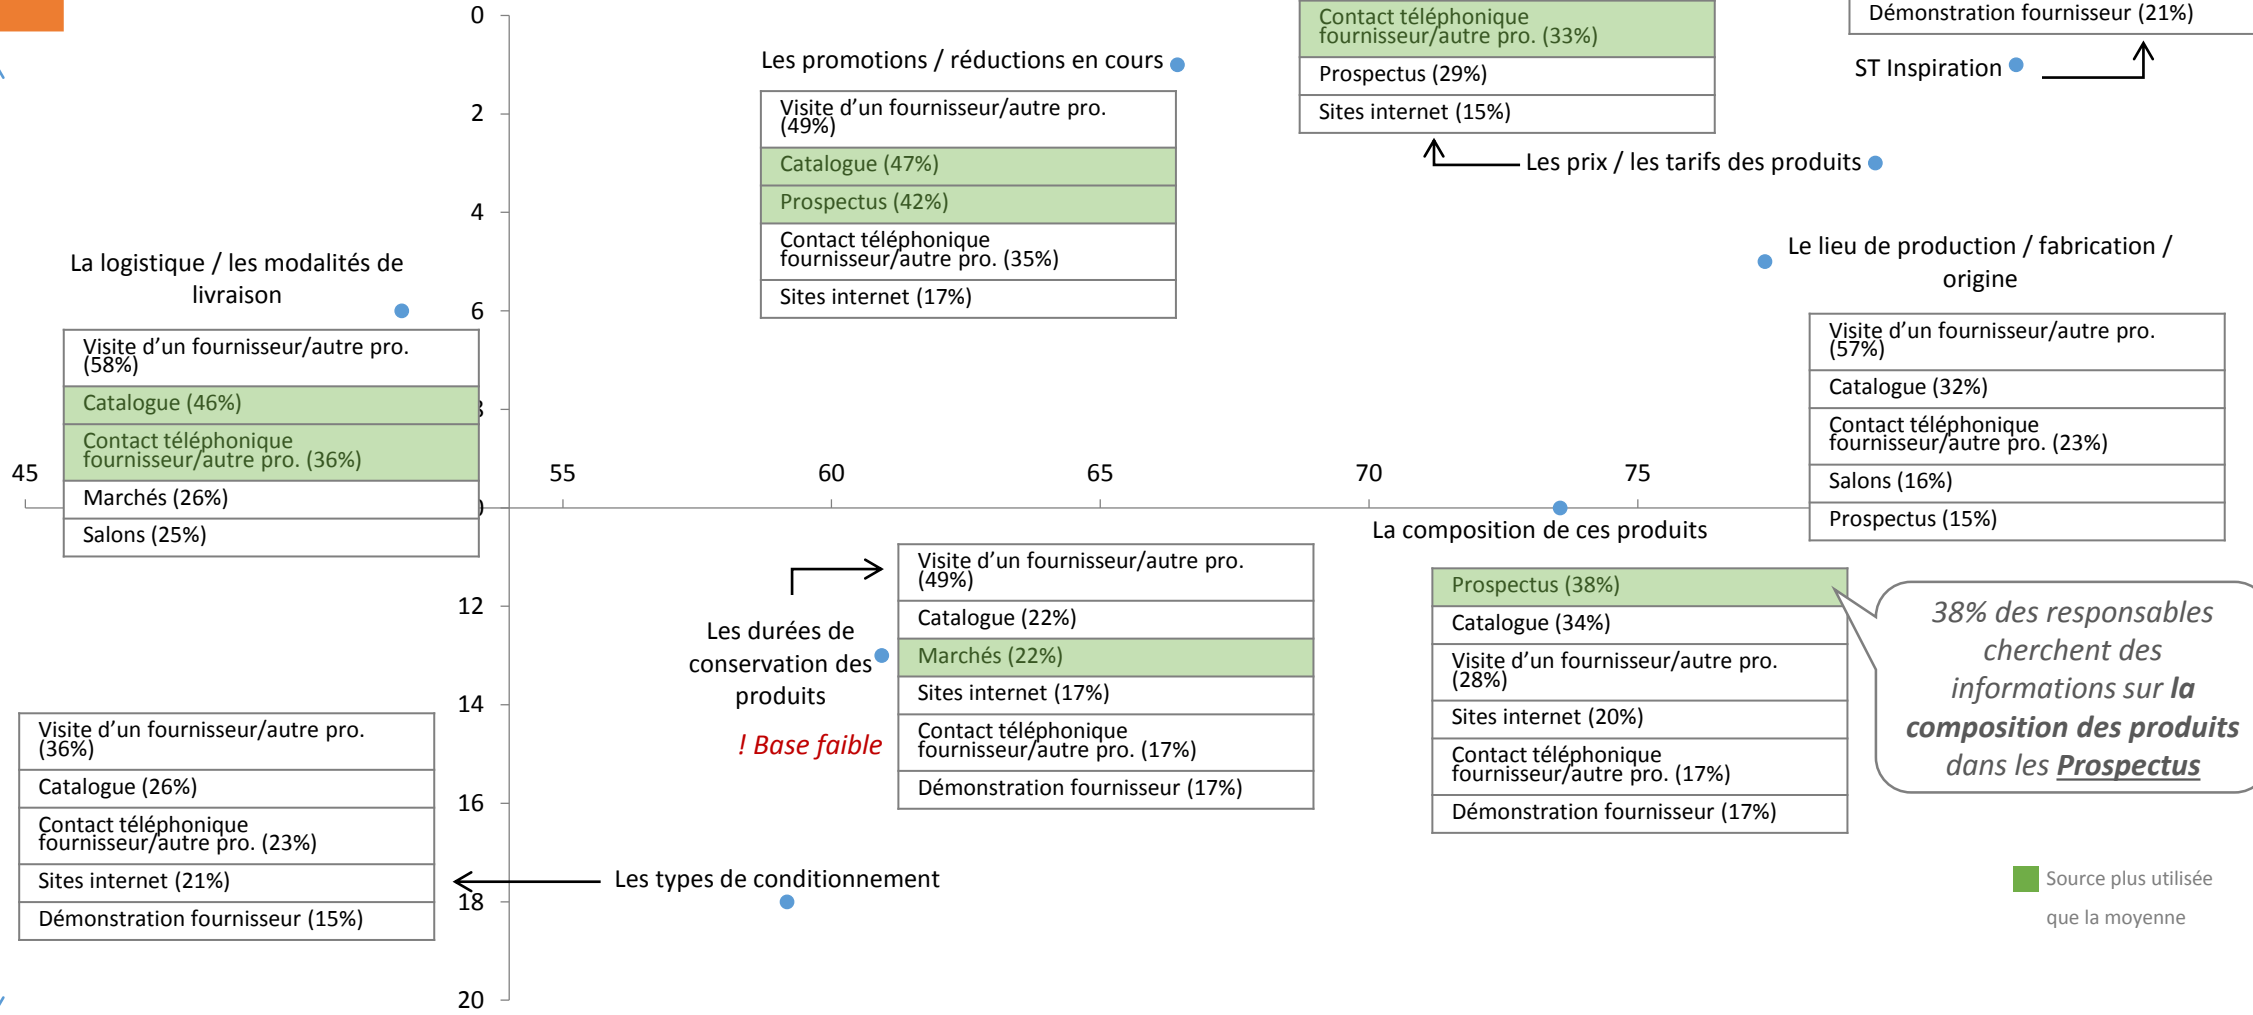 0
2
4
6
12
14
16
18
20
45
55
60
65
70
75
Les promotions / réductions en cours
Visite d’un fournisseur/autre pro.
(49%)
Catalogue (47%)
Prospectus (42%)
Contact téléphonique
fournisseur/autre pro. (35%)
Sites internet (17%)
Contact téléphonique
fournisseur/autre pro. (33%)
Prospectus (29%)
Sites internet (15%)
Les prix / les tarifs des produits
Démonstration fournisseur (21%)
ST Inspiration
La logistique / les modalités de
livraison
Visite d’un fournisseur/autre pro.
(58%)
Catalogue (46%)
Contact téléphonique
fournisseur/autre pro. (36%)
Marchés (26%)
Salons (25%)
Le lieu de production / fabrication /
origine
Visite d’un fournisseur/autre pro.
(57%)
Catalogue (32%)
Contact téléphonique
fournisseur/autre pro. (23%)
Salons (16%)
Prospectus (15%)
Les durées de
conservation des
produits
! Base faible
Visite d’un fournisseur/autre pro.
(49%)
Catalogue (22%)
Marchés (22%)
Sites internet (17%)
Contact téléphonique
fournisseur/autre pro. (17%)
Démonstration fournisseur (17%)
La composition de ces produits
Prospectus (38%)
Catalogue (34%)
Visite d’un fournisseur/autre pro.
(28%)
Sites internet (20%)
Contact téléphonique
fournisseur/autre pro. (17%)
Démonstration fournisseur (17%)
38% des responsables
cherchent des
informations sur la
composition des produits
dans les Prospectus
Visite d’un fournisseur/autre pro.
(36%)
Catalogue (26%)
Contact téléphonique
fournisseur/autre pro. (23%)
Sites internet (21%)
Démonstration fournisseur (15%)
Les types de conditionnement
Source plus utilisée
que la moyenne